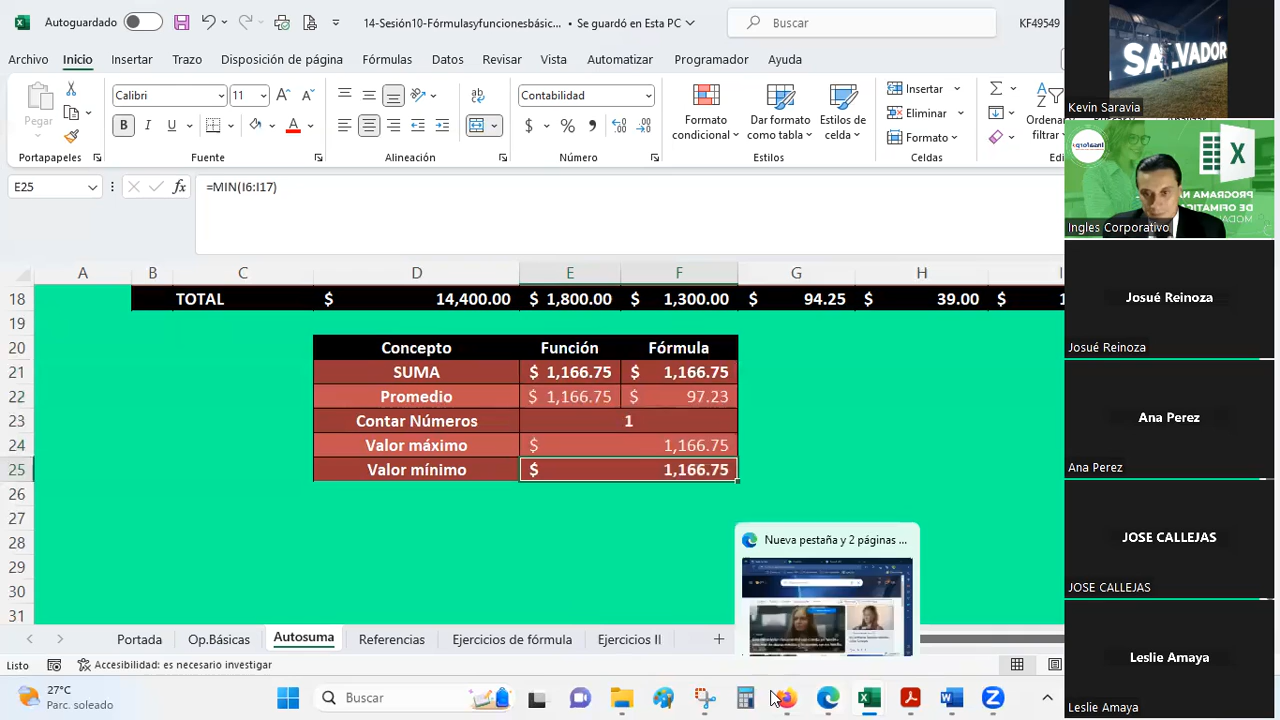 Autoguardado
14-Sesión10-Fórmulasyfuncionesbásic... • Se guardó en Esta PC
Buscar
KF49549
Archivo Inicio Insertar Trazo Disposición de página Fórmulas Datos Revisar Vista Automatizar Programador Ayuda
Pegar
Portapapeles
Calibri 11
N K S
Fuente
Alineación
Contabilidad
Número
Formato condicional
Dar formato como tabla
Estilos de celda
Estilos
Insertar
Eliminar
Formato
Celdas
Ordenar
filtrar
E25
=MIN(I6:I17)
A B C D E F G H I
18 TOTAL $ 14,400.00 $ 1,800.00 $ 1,300.00 $ 94.25 $ 39.00 $ 1
19
20 Concepto Función Fórmula
21 SUMA $ 1,166.75 $ 1,166.75
22 Promedio $ 1,166.75 $ 97.23
23 Contar Números 1
24 Valor máximo $ 1,166.75
25 Valor mínimo $ 1,166.75
26
27
28
29
30
31
Nueva pestaña y 2 páginas ...
Portada Op.Básicas Autosuma Referencias Ejercicios de fórmula Ejercicios II
Listo
Accesibilidad: es necesario investigar
27°C
Parc. soleado
Buscar
SALVADOR
Kevin Saravia
PROGRAMA NA
DE OFIMATICA
MODAL
Ingles Corporativo
Josué Reinoza
Josué Reinoza
Ana Perez
Ana Perez
JOSE CALLEJAS
JOSE CALLEJAS
Leslie Amaya
Leslie Amaya